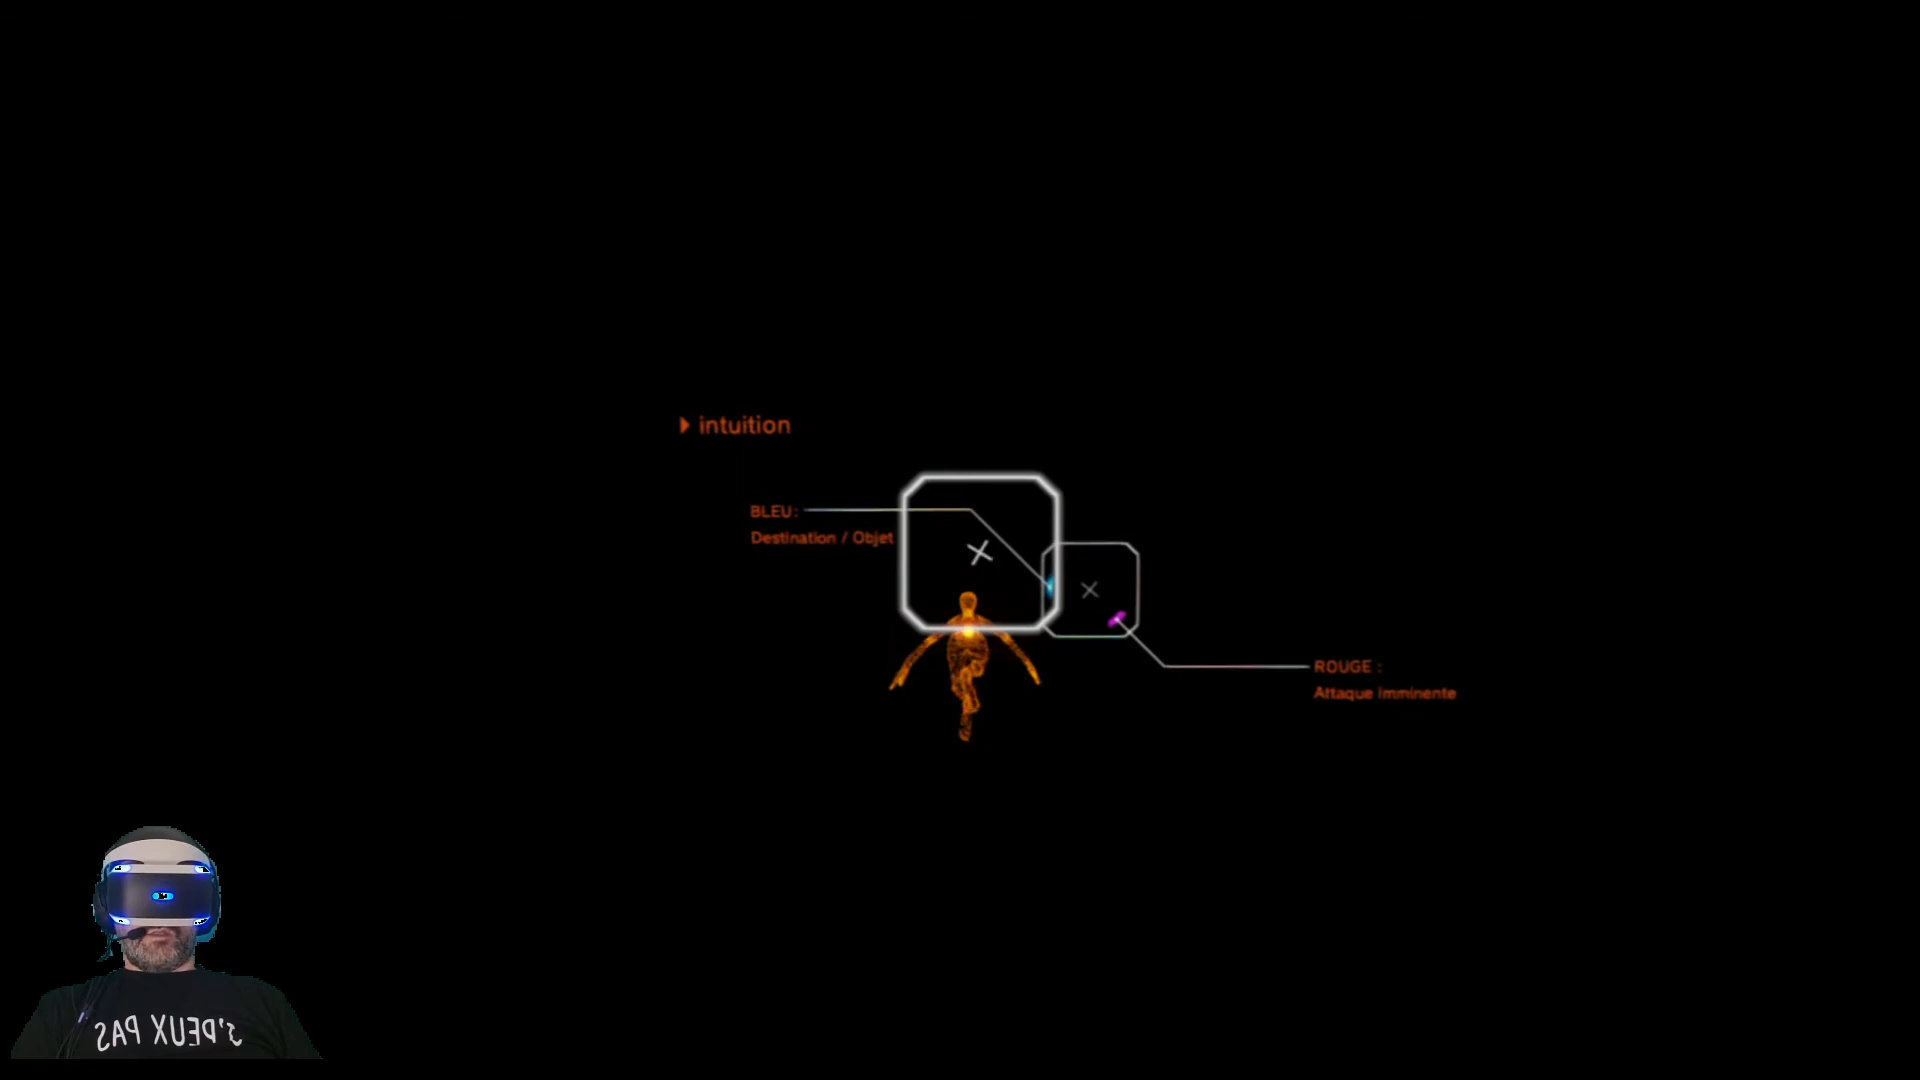 intuition
BLEU:
Destination / Objet
ROUGE :
Attaque Imminente
J'PEUX PAS